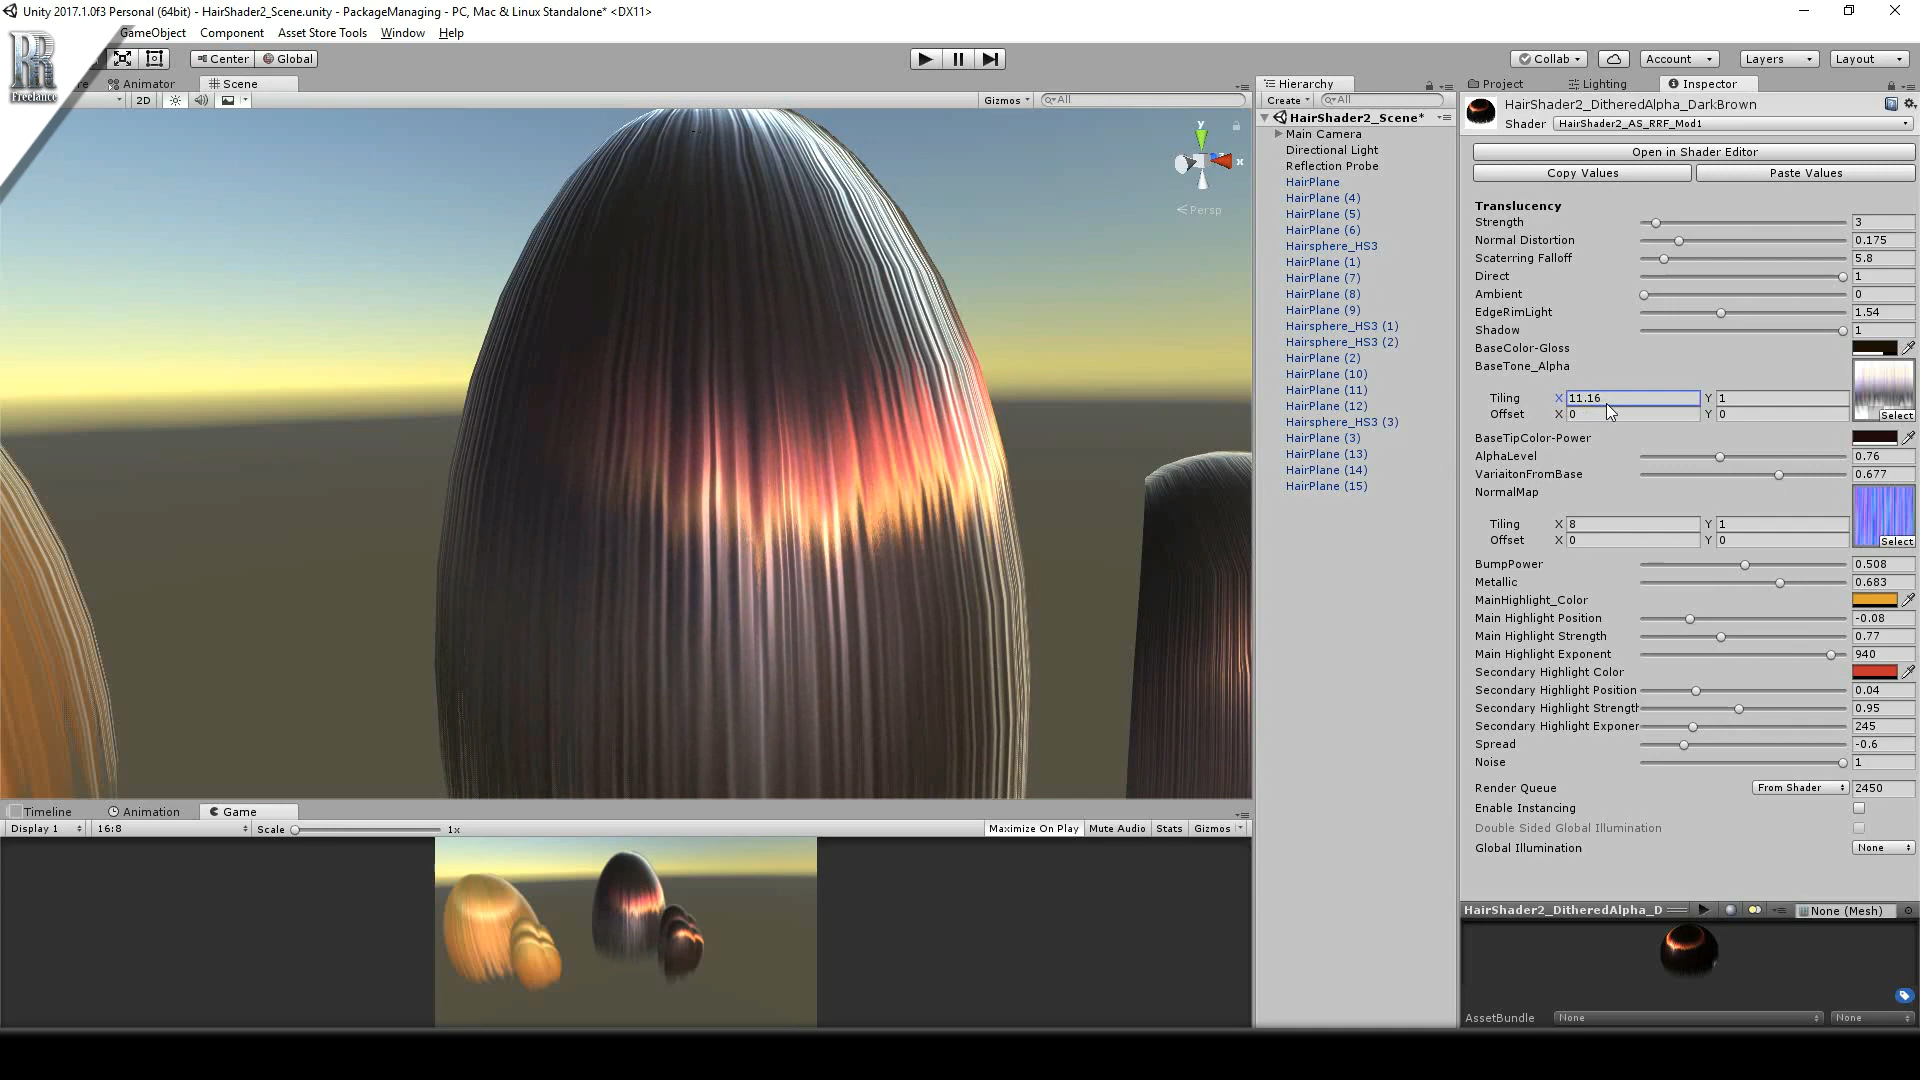 Unity 2017.1.0f3 Personal (64bit) - HairShader2_Scene.unity - PackageManaging - PC, Mac & Linux Standalone* <DX11>
GameObject Component Asset Store Tools Window Help
RR Freelance
Center Global
Collab Account Layers Layout
Animator Scene
2D Gizmos All
Persp
y x
Hierarchy
Create All
HairShader2_Scene*
Main Camera
Directional Light
Reflection Probe
HairPlane
HairPlane (4)
HairPlane (5)
HairPlane (6)
Hairsphere_HS3
HairPlane (1)
HairPlane (7)
HairPlane (8)
HairPlane (9)
Hairsphere_HS3 (1)
Hairsphere_HS3 (2)
HairPlane (2)
HairPlane (10)
HairPlane (11)
HairPlane (12)
Hairsphere_HS3 (3)
HairPlane (3)
HairPlane (13)
HairPlane (14)
HairPlane (15)
Project Lighting Inspector
HairShader2_DitheredAlpha_DarkBrown
Shader HairShader2_AS_RRF_Mod1
Open in Shader Editor
Copy Values Paste Values
Translucency
Strength 3
Normal Distortion 0.175
Scaterring Falloff 5.8
Direct 1
Ambient 0
EdgeRimLight 1.54
Shadow 1
BaseColor-Gloss
BaseTone_Alpha
Tiling X 11.16 Y 1
Offset X 0 Y 0 Select
BaseTipColor-Power
AlphaLevel 0.76
VariaitonFromBase 0.677
NormalMap
Tiling X 8 Y 1
Offset X 0 Y 0 Select
BumpPower 0.508
Metallic 0.683
MainHighlight_Color
Main Highlight Position -0.08
Main Highlight Strength 0.77
Main Highlight Exponent 940
Secondary Highlight Color
Secondary Highlight Position 0.04
Secondary Highlight Strength 0.95
Secondary Highlight Exponer 245
Spread -0.6
Noise 1
Render Queue From Shader 2450
Enable Instancing
Double Sided Global Illumination
Global Illumination None
HairShader2_DitheredAlpha_D None (Mesh)
AssetBundle None None
Timeline Animation Game
Display 1 16:8 Scale 1x Maximize On Play Mute Audio Stats Gizmos